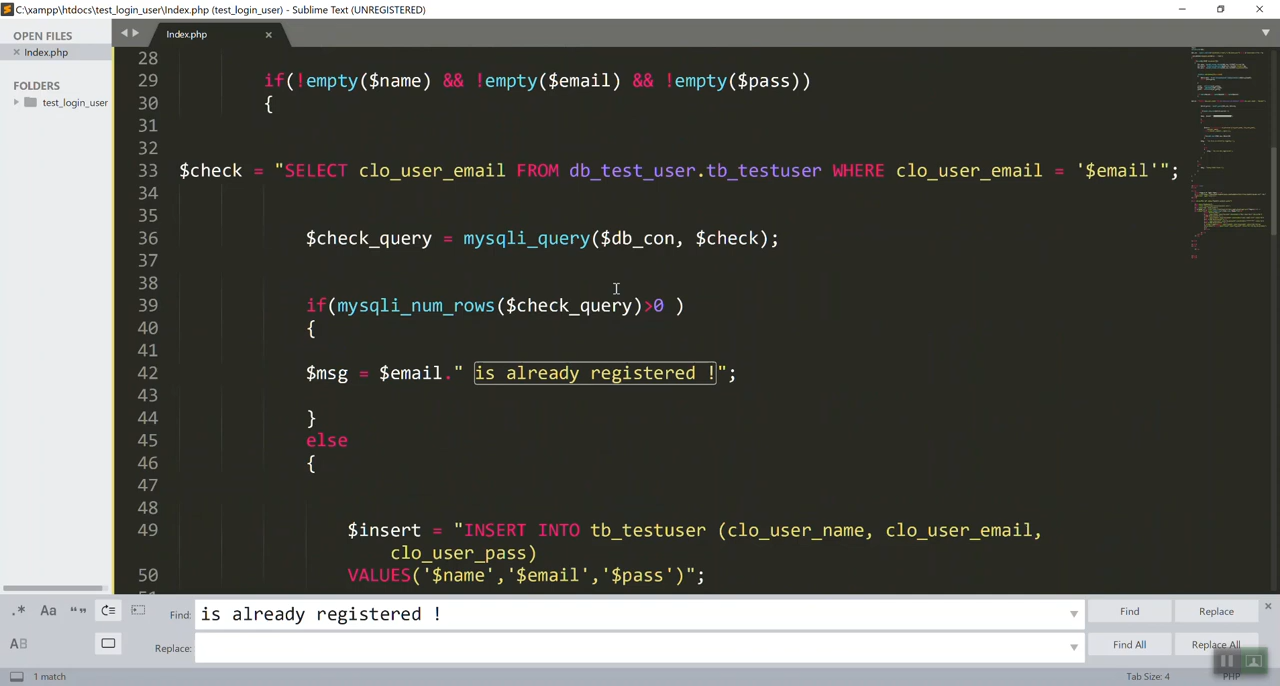 C:\xampp\htdocs\test_login_user\Index.php (test_login_user) - Sublime Text (UNREGISTERED)
OPEN FILES
Index.php
Index.php
FOLDERS
test_login_user
28
29 if(!empty($name) && !empty($email) && !empty($pass))
30 {
31
32
33 $check = "SELECT clo_user_email FROM db_test_user.tb_testuser WHERE clo_user_email = '$email'";
34
35
36 $check_query = mysqli_query($db_con, $check);
37
38
39 if(mysqli_num_rows($check_query)>0 )
40 {
41
42 $msg = $email." is already registered !";
43
44 }
45 else
46 {
47
48
49 $insert = "INSERT INTO tb_testuser (clo_user_name, clo_user_email,
clo_user_pass)
50 VALUES('$name','$email','$pass')";
Find: is already registered !
Find Replace
Replace:
Find All Replace All
1 match
Tab Size: 4 PHP